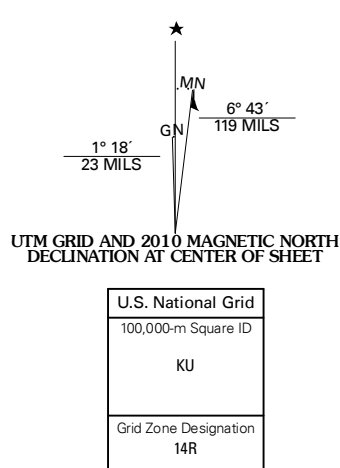 ★
MN
GN
6° 43´
119 MILS
1° 18´
23 MILS
UTM GRID AND 2010 MAGNETIC NORTH
DECLINATION AT CENTER OF SHEET
U.S. National Grid
100,000-m Square ID
KU
Grid Zone Designation
14R